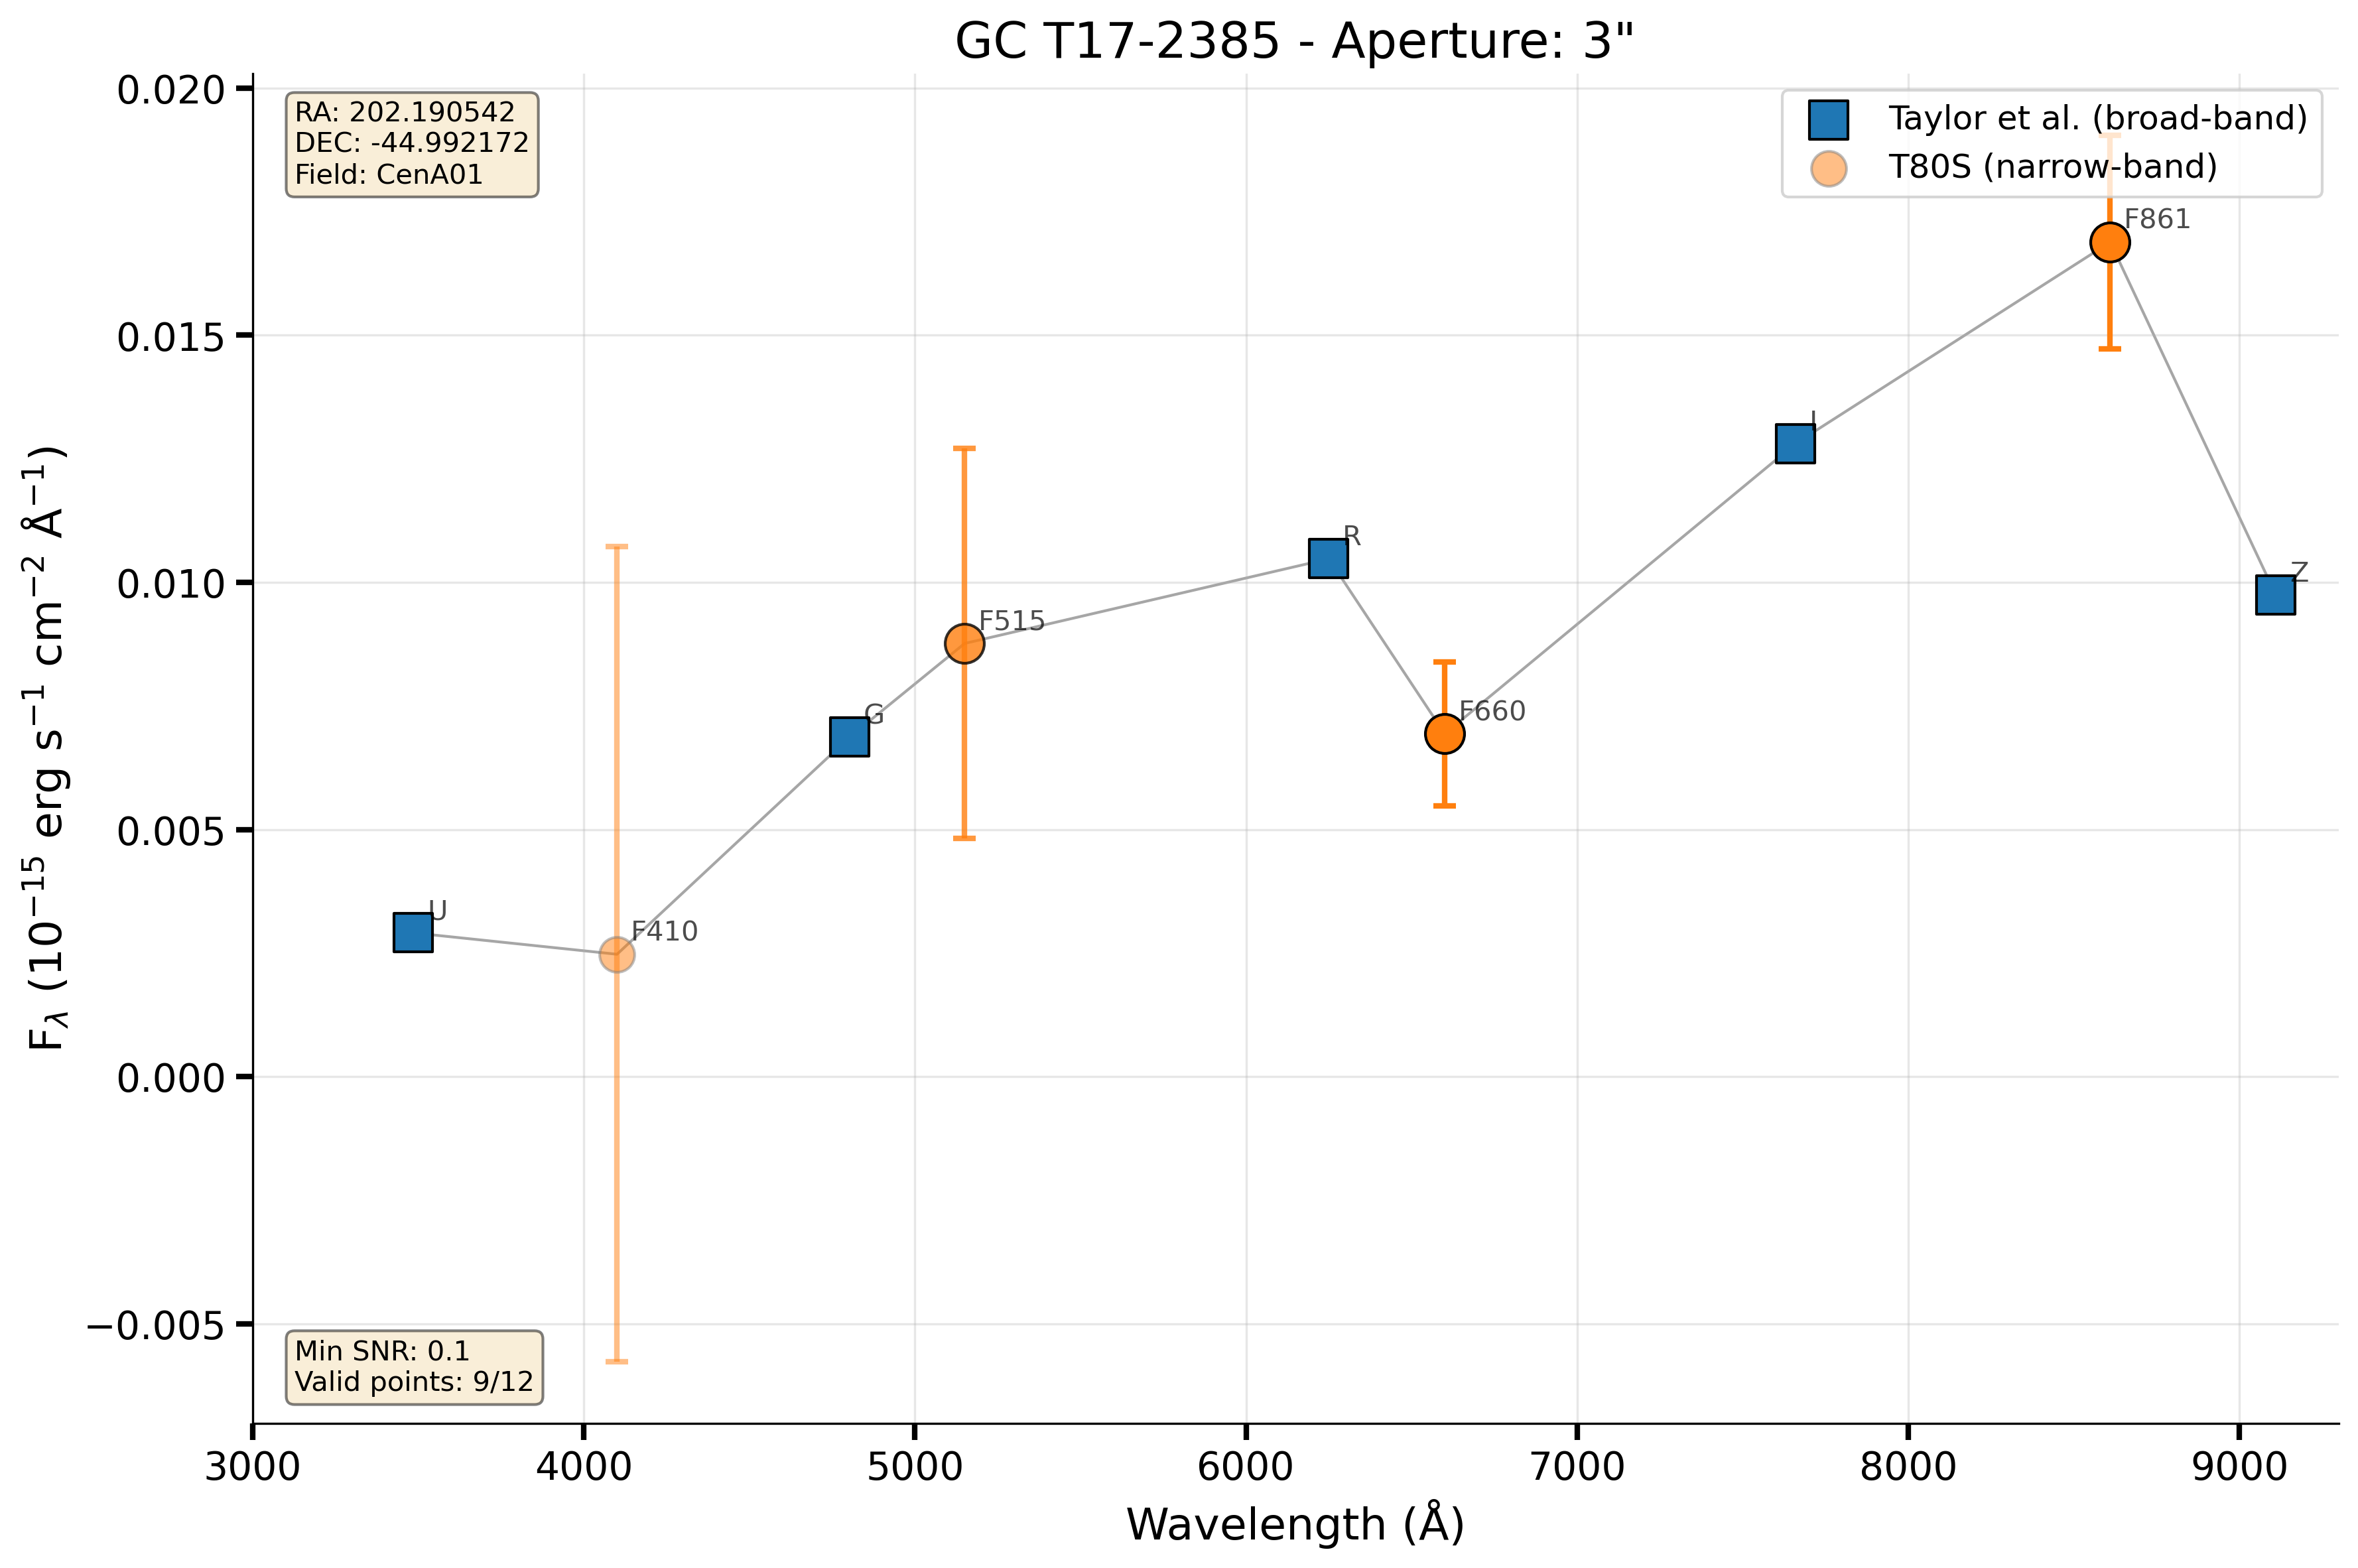 GC T17-2385 - Aperture: 3"
RA: 202.190542
DEC: -44.992172
Field: CenA01
Taylor et al. (broad-band)
T80S (narrow-band)
F861
I
R
Z
F515
F660
G
U
F410
Min SNR: 0.1
Valid points: 9/12
0.020
0.015
0.010
0.005
0.000
−0.005
F_λ (10⁻¹⁵ erg s⁻¹ cm⁻² Å⁻¹)
3000 4000 5000 6000 7000 8000 9000
Wavelength (Å)